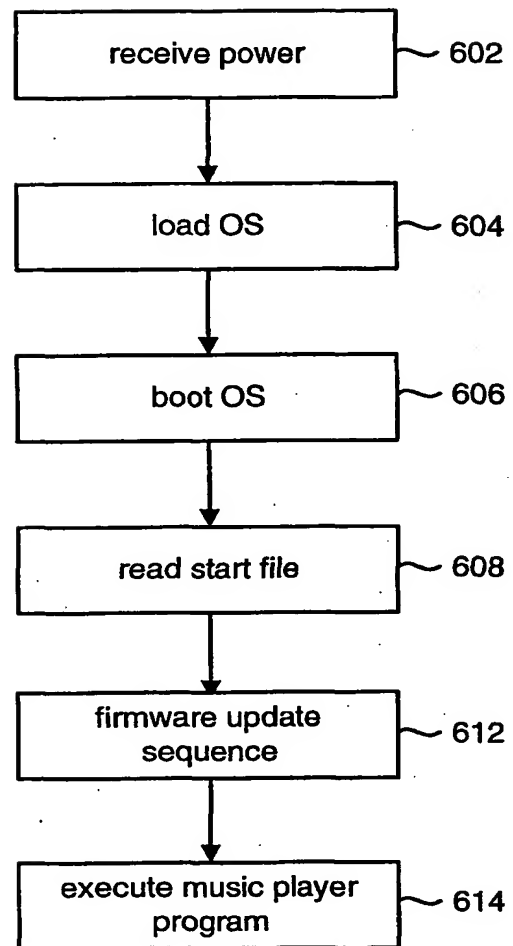 receive power 602
load OS 604
boot OS 606
read start file 608
firmware update
sequence 612
execute music player
program 614